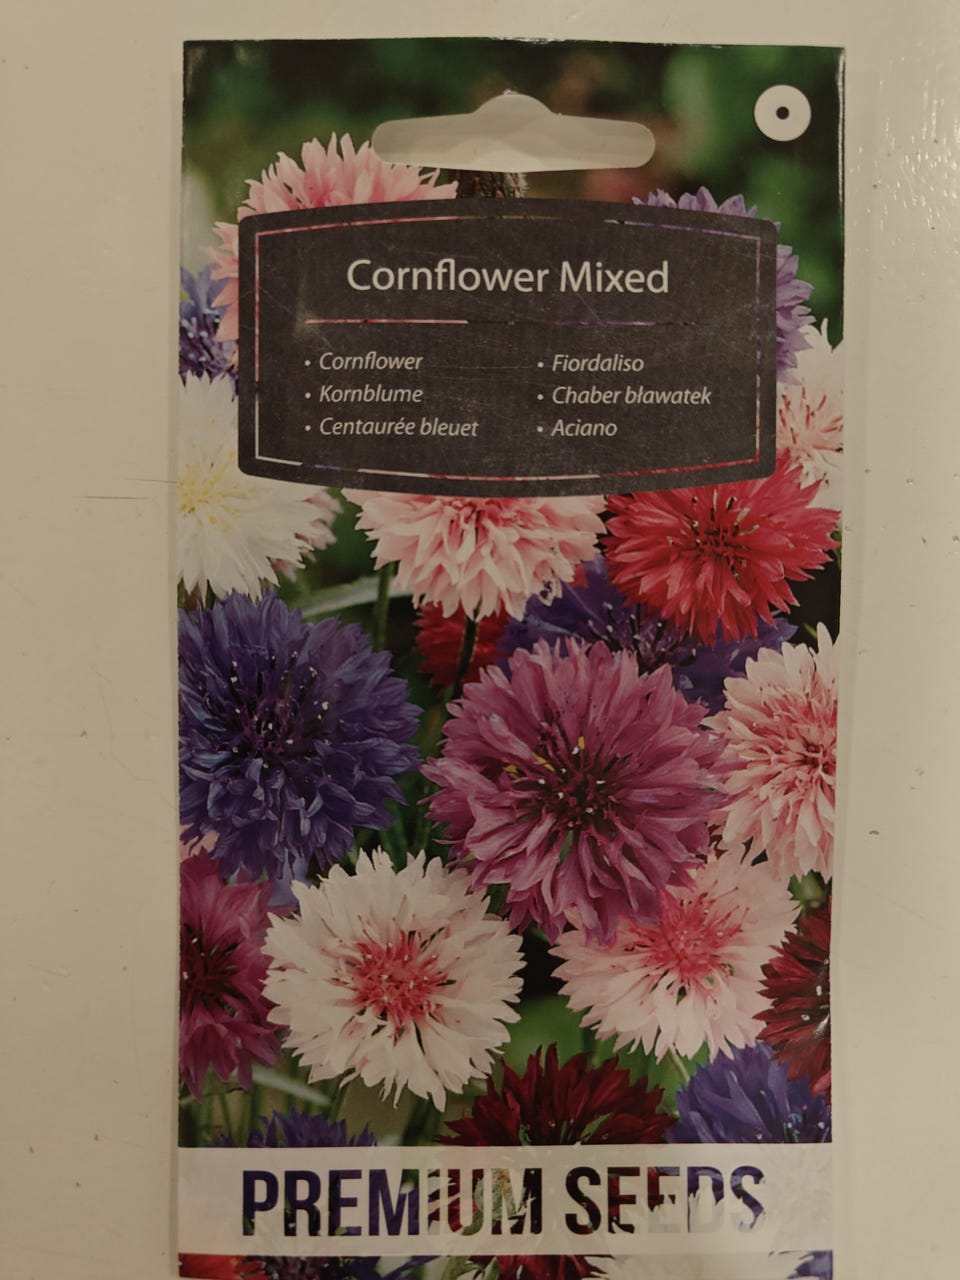 Cornflower Mixed
• Cornflower
• Kornblume
• Centaurée bleuet
• Fiordaliso
• Chaber bławatek
• Aciano
PREMIUM SEEDS